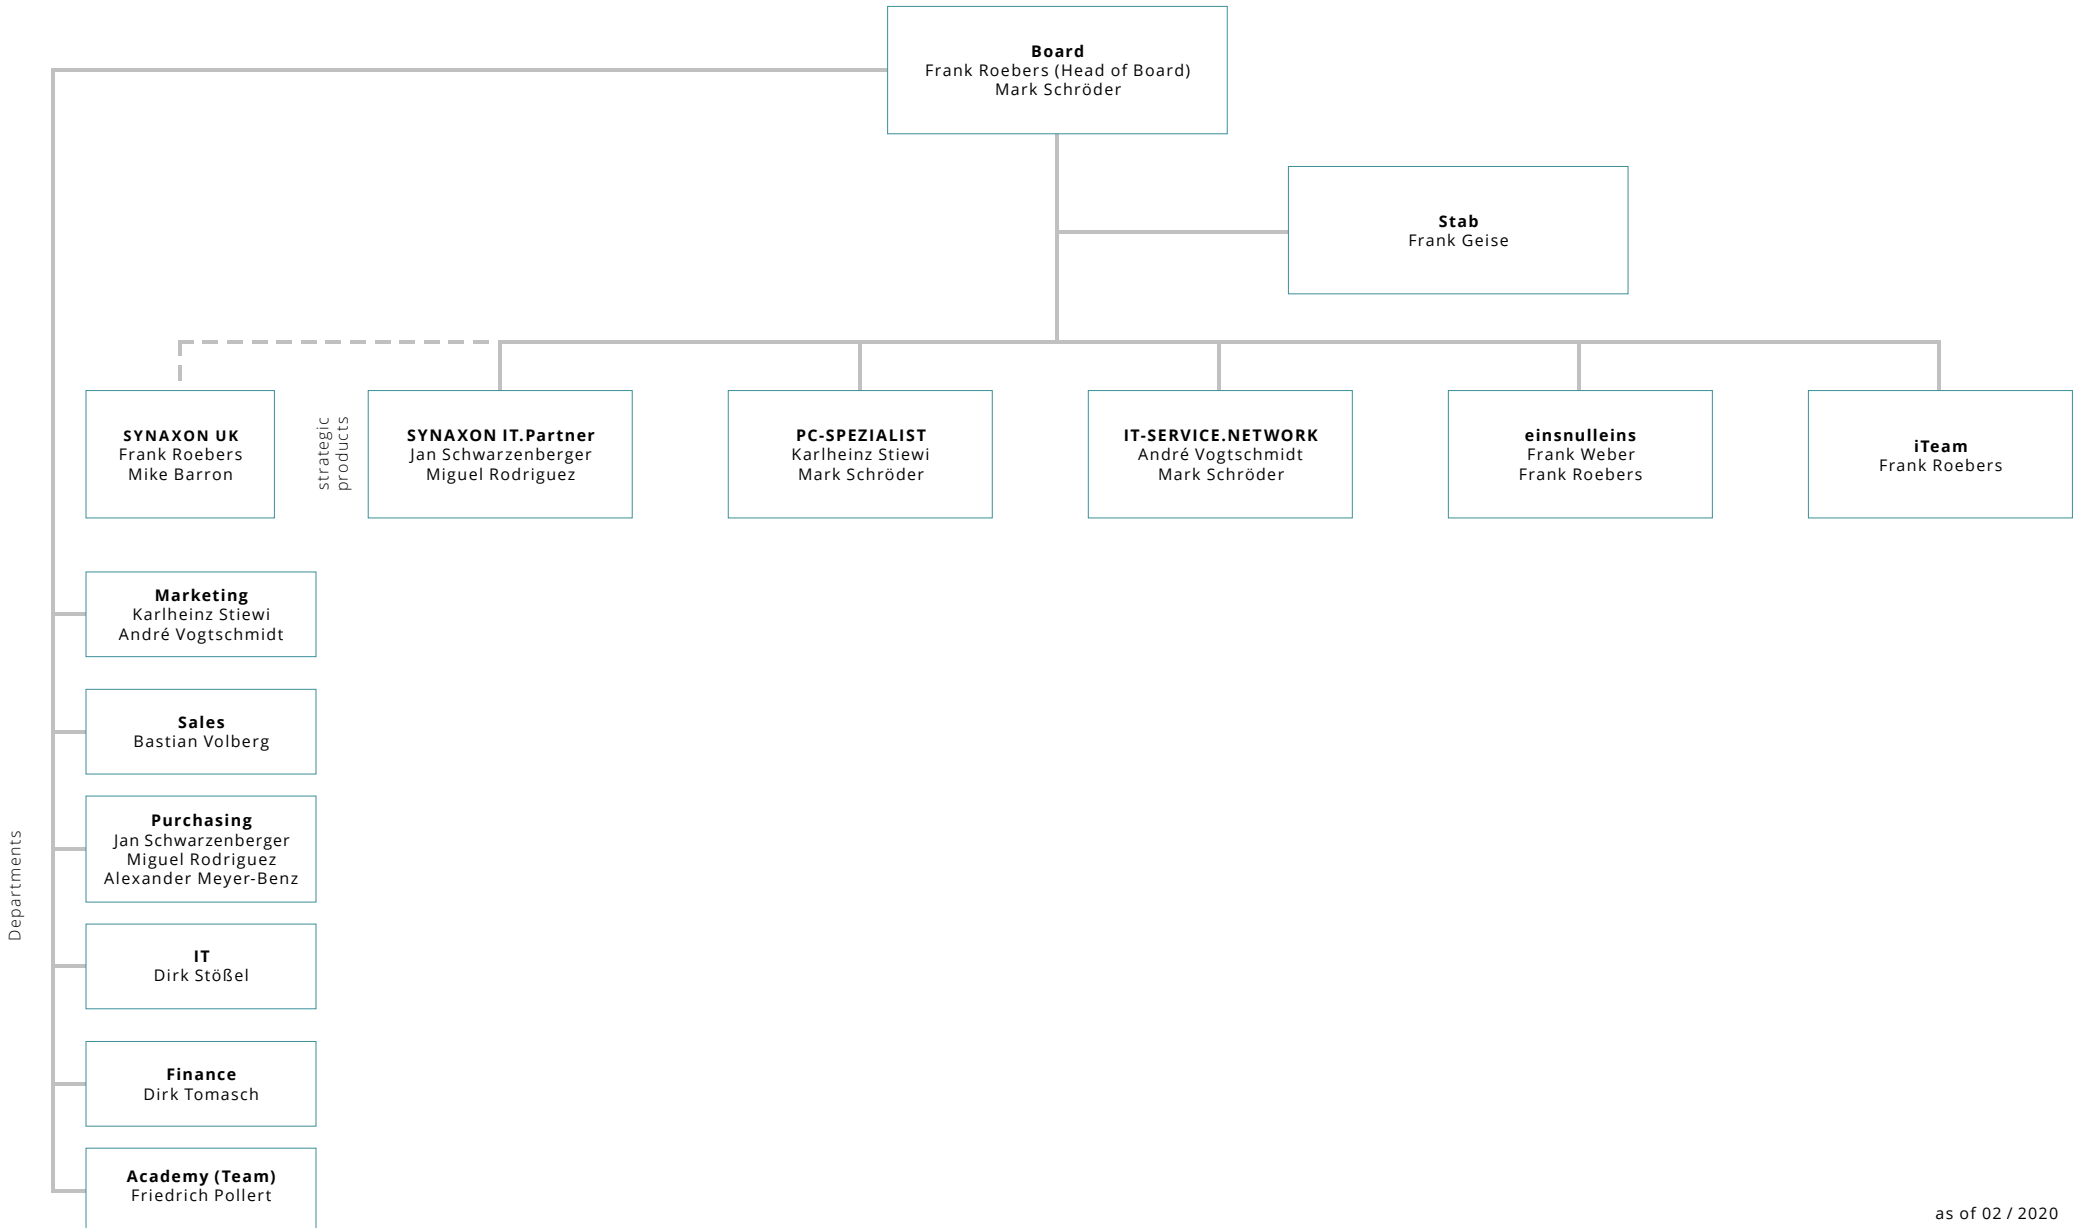 Board
Frank Roebers (Head of Board)
Mark Schröder
Stab
Frank Geise
SYNAXON UK
Frank Roebers
Mike Barron
strategic
products
SYNAXON IT.Partner
Jan Schwarzenberger
Miguel Rodriguez
PC-SPEZIALIST
Karlheinz Stiewi
Mark Schröder
IT-SERVICE.NETWORK
André Vogtschmidt
Mark Schröder
einsnulleins
Frank Weber
Frank Roebers
iTeam
Frank Roebers
Departments
Marketing
Karlheinz Stiewi
André Vogtschmidt
Sales
Bastian Volberg
Purchasing
Jan Schwarzenberger
Miguel Rodriguez
Alexander Meyer-Benz
IT
Dirk Stößel
Finance
Dirk Tomasch
Academy (Team)
Friedrich Pollert
as of 02 / 2020